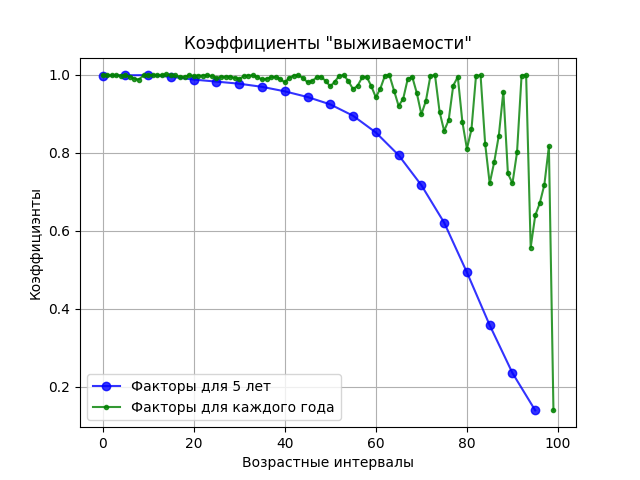 Коэффициенты "выживаемости"
Коэффициэнты
1.0
0.8
0.6
0.4
0.2
Факторы для 5 лет
Факторы для каждого года
0 20 40 60 80 100
Возрастные интервалы